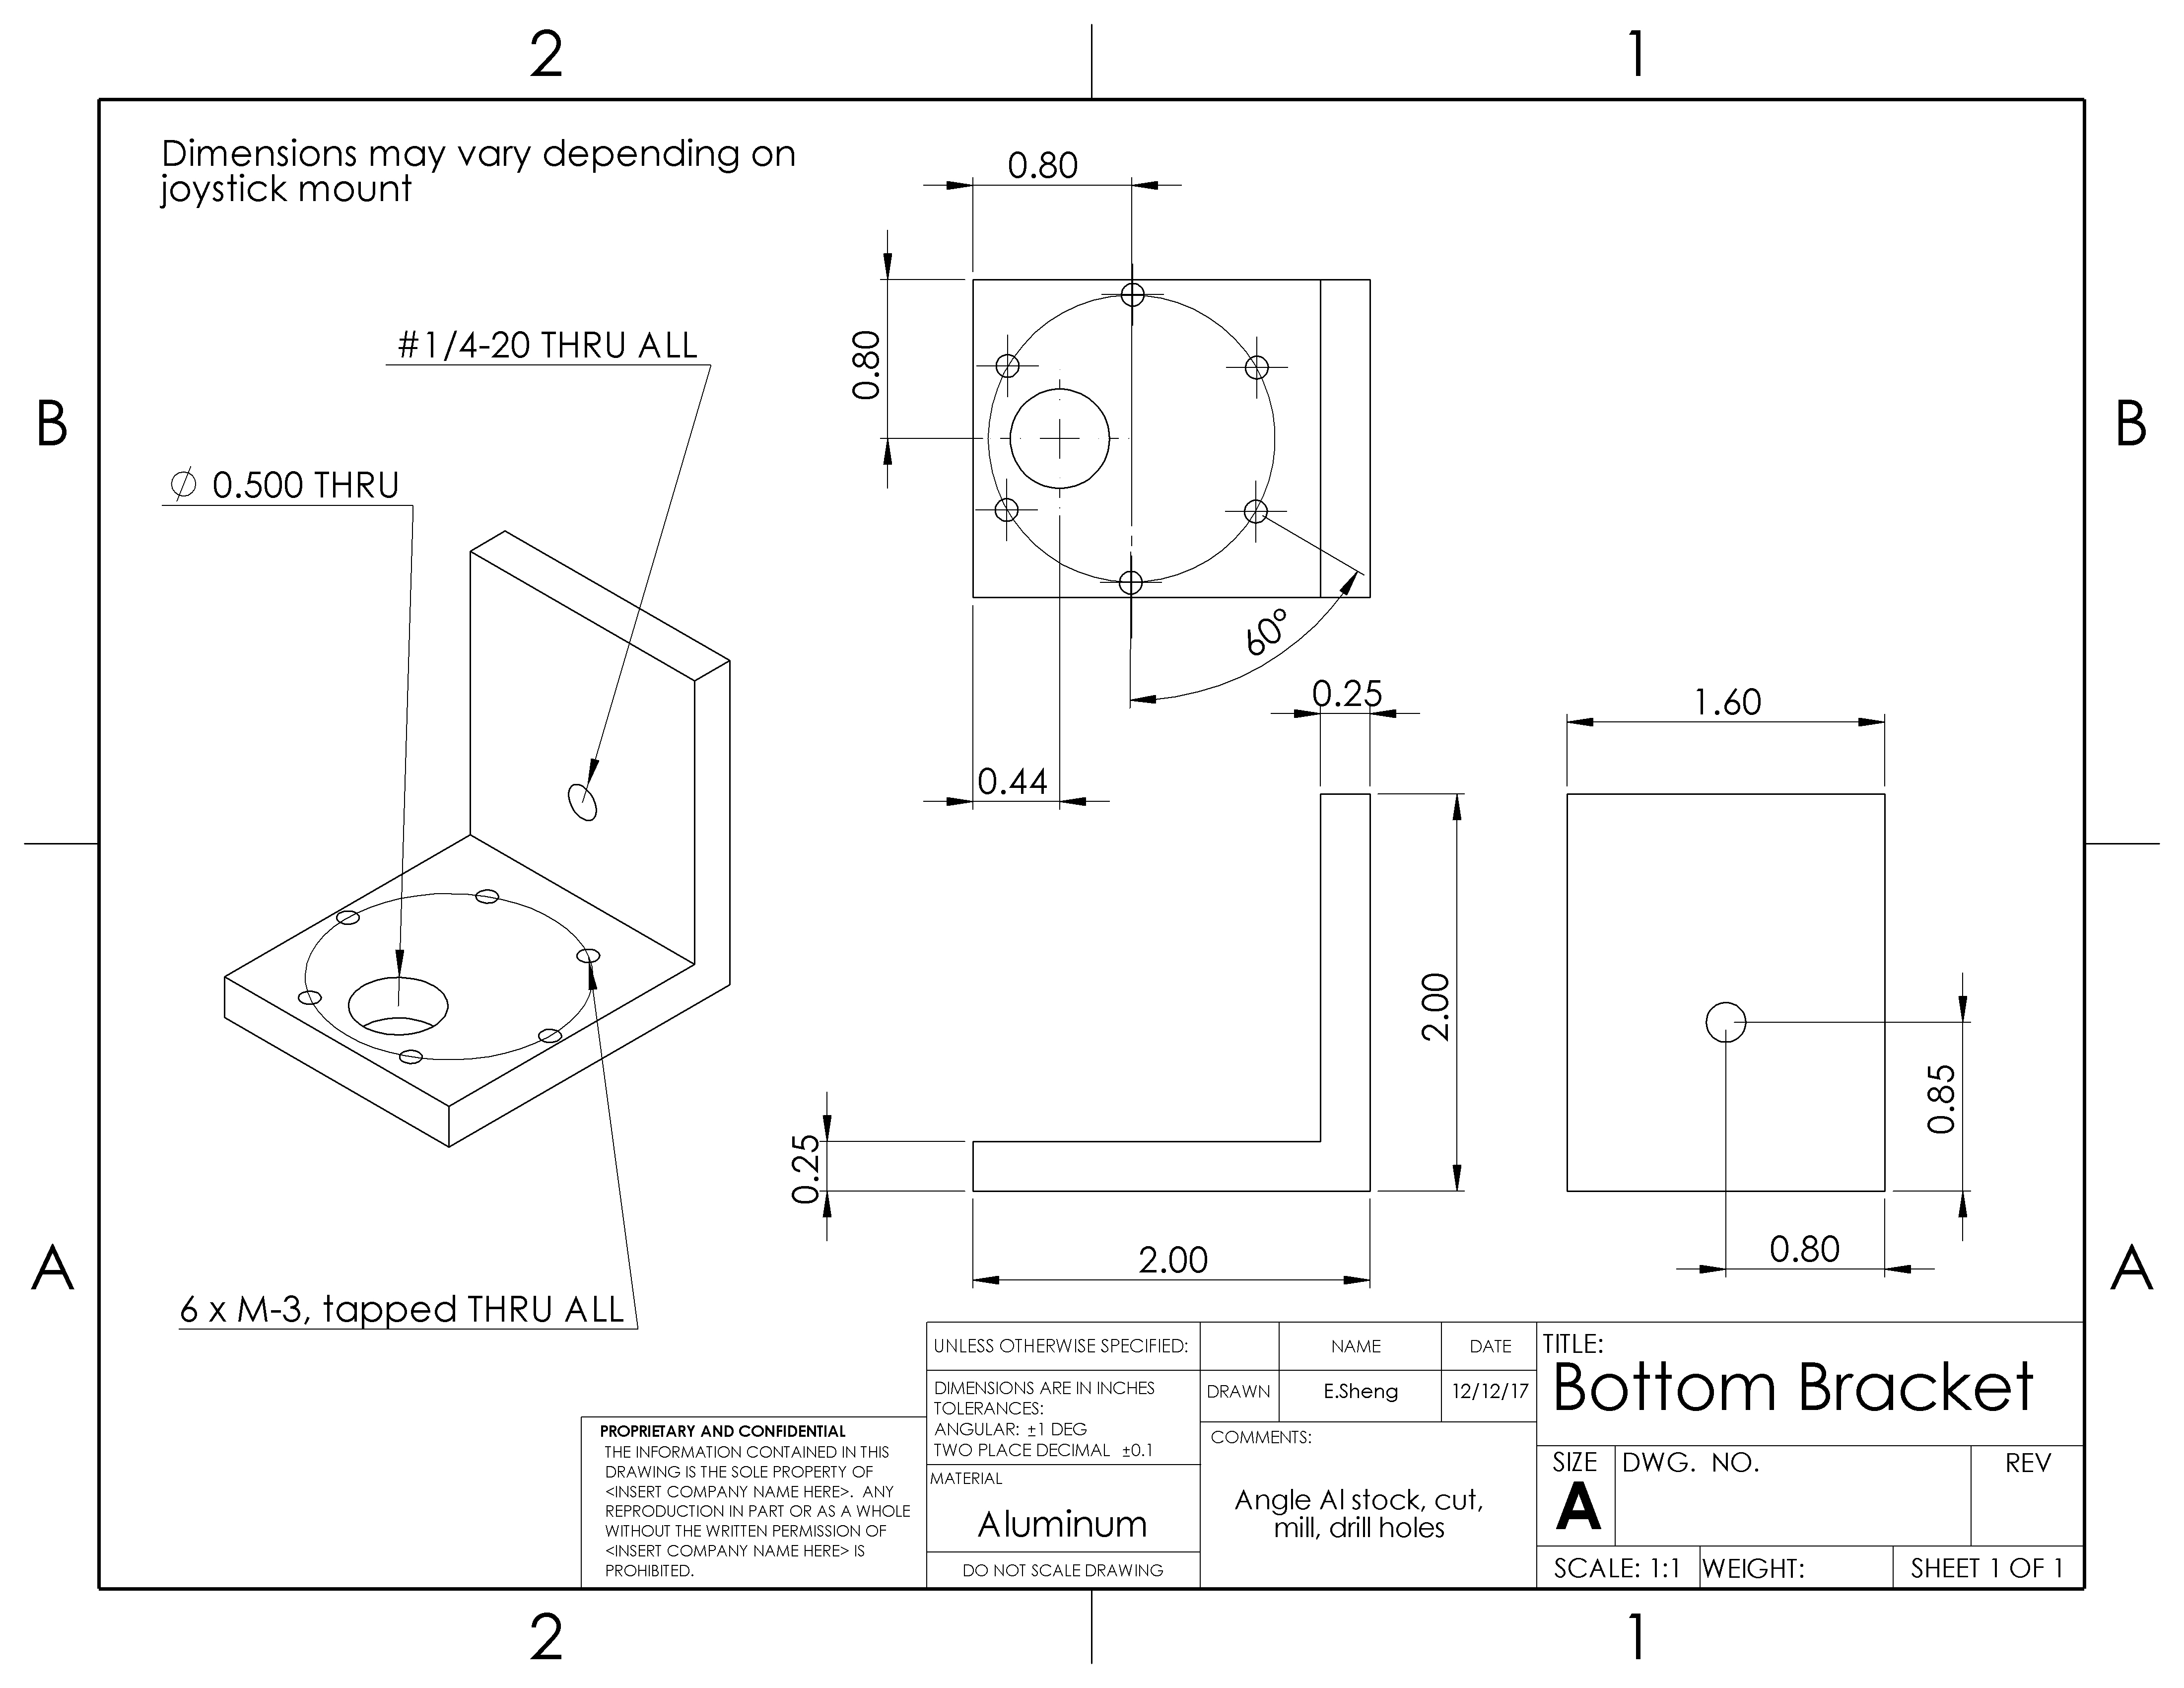 2
1
Dimensions may vary depending on
joystick mount
0.80
0.80
#1/4-20 THRU ALL
B
B
⌀ 0.500 THRU
60°
0.25
1.60
0.44
2.00
0.85
0.25
0.80
2.00
A
A
6 x M-3, tapped THRU ALL
UNLESS OTHERWISE SPECIFIED:
DIMENSIONS ARE IN INCHES
TOLERANCES:
ANGULAR: ±1 DEG
TWO PLACE DECIMAL ±0.1
MATERIAL
Aluminum
DO NOT SCALE DRAWING
NAME
DATE
DRAWN
E.Sheng
12/12/17
COMMENTS:
Angle Al stock, cut,
mill, drill holes
TITLE:
Bottom Bracket
SIZE
A
DWG. NO.
REV
SCALE: 1:1
WEIGHT:
SHEET 1 OF 1
PROPRIETARY AND CONFIDENTIAL
THE INFORMATION CONTAINED IN THIS
DRAWING IS THE SOLE PROPERTY OF
<INSERT COMPANY NAME HERE>. ANY
REPRODUCTION IN PART OR AS A WHOLE
WITHOUT THE WRITTEN PERMISSION OF
<INSERT COMPANY NAME HERE> IS
PROHIBITED.
2
1